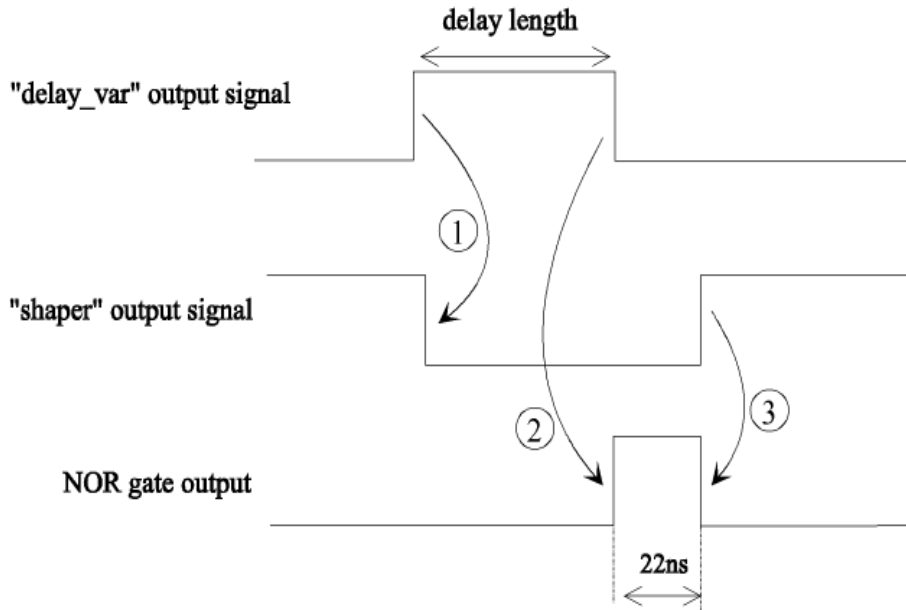 delay length
"delay_var" output signal
1
"shaper" output signal
2
3
NOR gate output
22ns